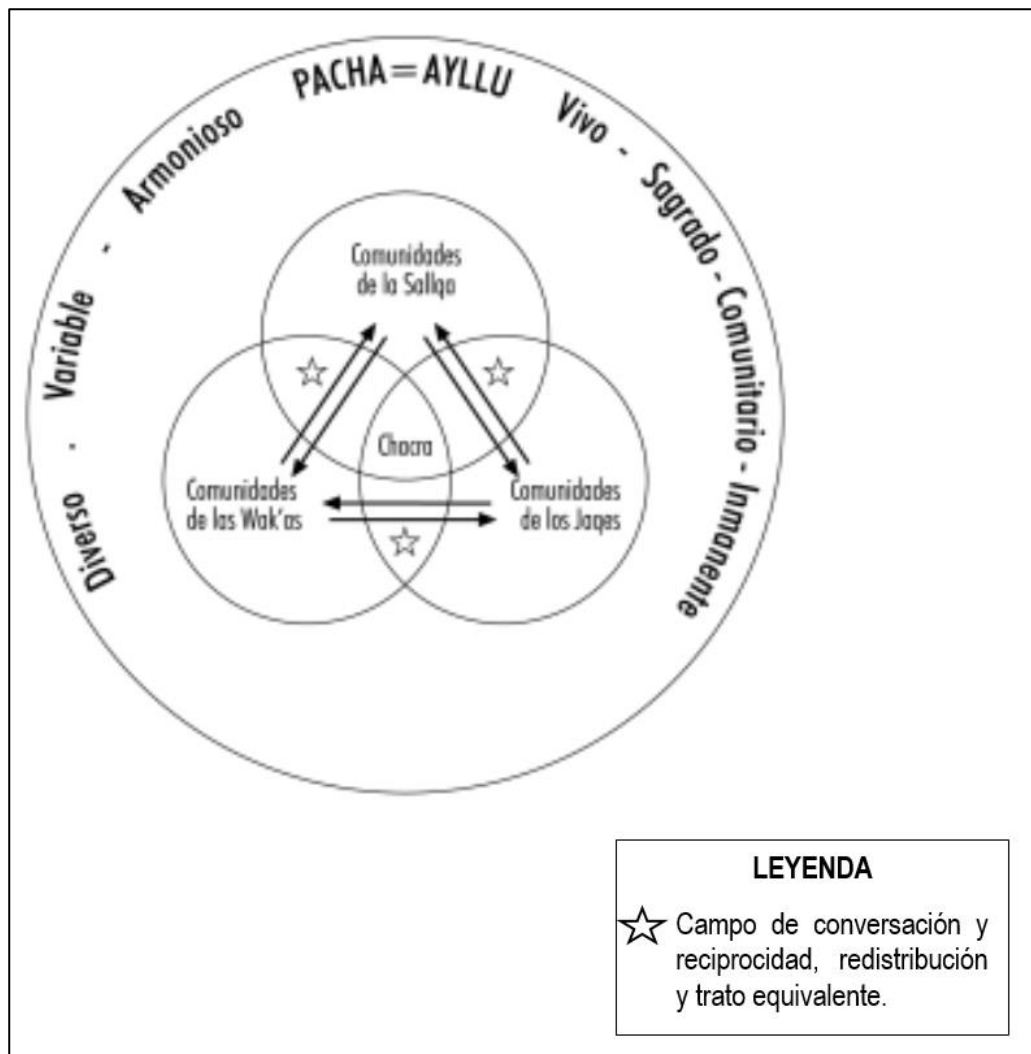 Diverso . Variable - Armonioso PACHA=AYLLU Vivo - Sagrado - Comunitario - Inmanente
Comunidades
de la Sallqa
Chacra
Comunidades
de las Wak'as
Comunidades
de los Jaqes
LEYENDA
Campo de conversación y
reciprocidad, redistribución
y trato equivalente.